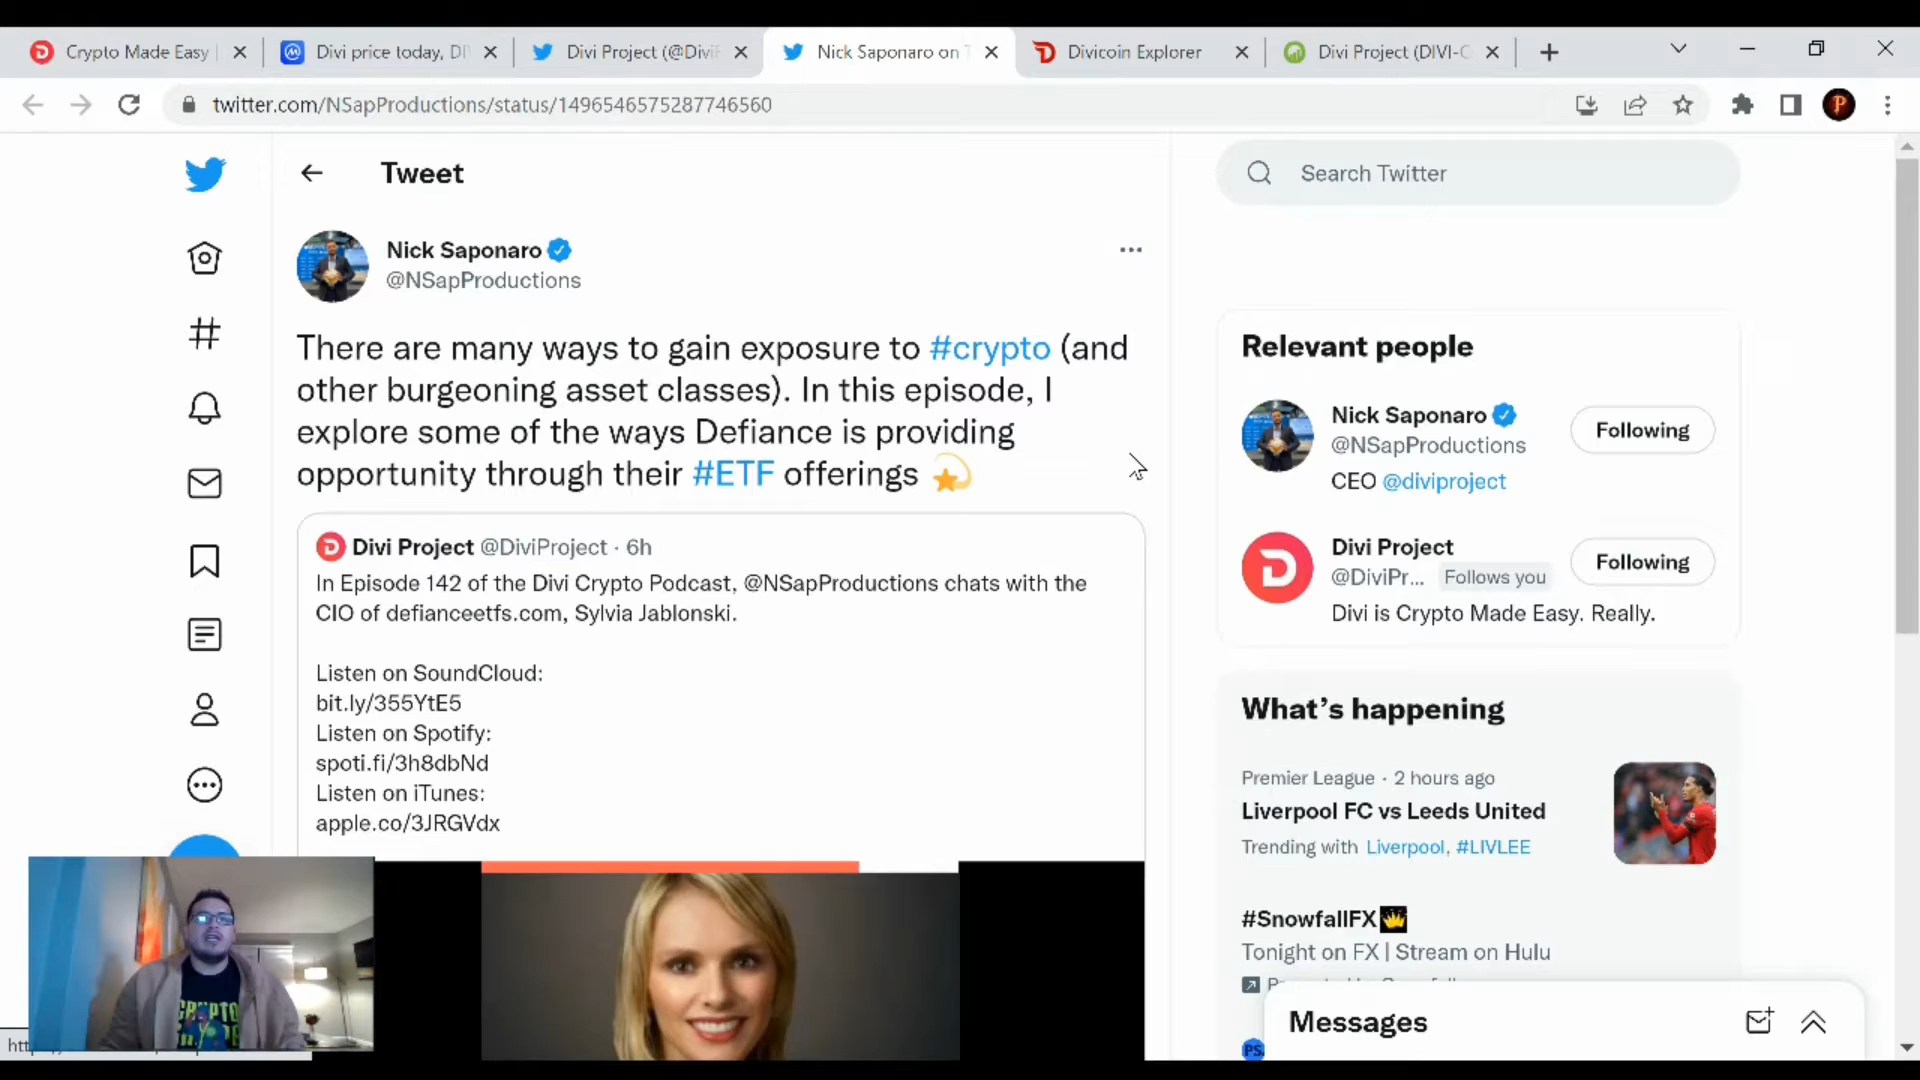 Crypto Made Easy
Divi price today, DI
Divi Project (@Divi
Nick Saponaro on
Divicoin Explorer
Divi Project (DIVI-
twitter.com/NSapProductions/status/1496546575287746560
Tweet
Search Twitter
Nick Saponaro
@NSapProductions
There are many ways to gain exposure to #crypto (and
other burgeoning asset classes). In this episode, I
explore some of the ways Defiance is providing
opportunity through their #ETF offerings
Divi Project @DiviProject · 6h
In Episode 142 of the Divi Crypto Podcast, @NSapProductions chats with the
CIO of defianceetfs.com, Sylvia Jablonski.
Listen on SoundCloud:
bit.ly/355YtE5
Listen on Spotify:
spoti.fi/3h8dbNd
Listen on iTunes:
apple.co/3JRGVdx
Relevant people
Nick Saponaro
Following
@NSapProductions
CEO @diviproject
Divi Project
Following
@DiviPr... Follows you
Divi is Crypto Made Easy. Really.
What's happening
Premier League · 2 hours ago
Liverpool FC vs Leeds United
Trending with Liverpool, #LIVLEE
#SnowfallFX
Tonight on FX | Stream on Hulu
Messages
CRYPTO